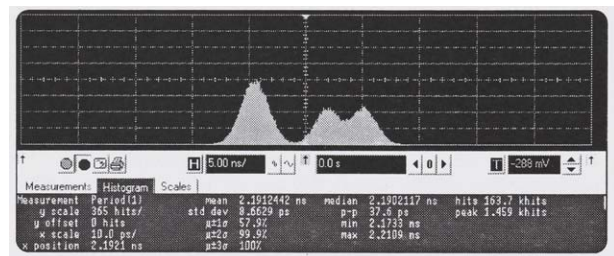 H 5.00 ns/ 0.0 s 0 T -288 mV
Measurements Histogram Scales
Measurement Period(1) mean 2.1912442 ns median 2.1902117 ns hits 163.7 khits
y scale 365 hits/ std dev 8.5629 ps p-p 37.6 ps peak 1.459 khits
y offset 0 hits µ±1σ 57.9% min 2.1733 ns
x scale 10.0 ps/ µ±2σ 99.9% max 2.2109 ns
x position 2.1921 ns µ±3σ 100%